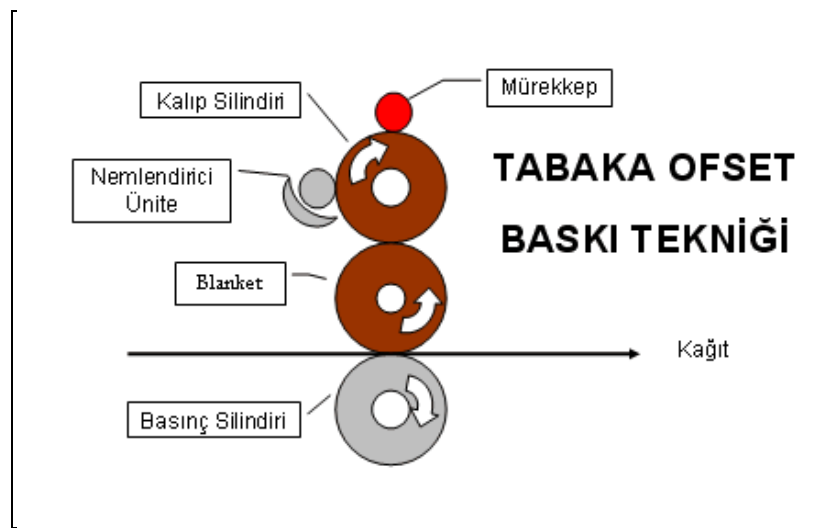 Mürekkep
Kalıp Silindiri
TABAKA OFSET
BASKI TEKNİĞİ
Nemlendirici
Ünite
Blanket
Kağıt
Basınç Silindiri